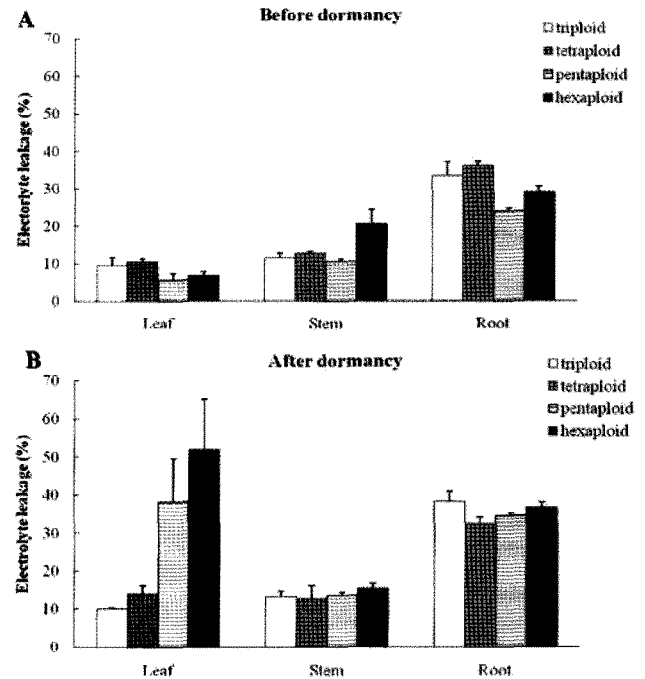 A
Before dormancy
triploid
tetraploid
pentaploid
hexaploid
Electorlyte leakage (%)
70
60
50
40
30
20
10
0
Leaf Stem Root
B
After dormancy
triploid
tetraploid
pentaploid
hexaploid
Electrolyte leakage (%)
70
60
50
40
30
20
10
0
Leaf Stem Root